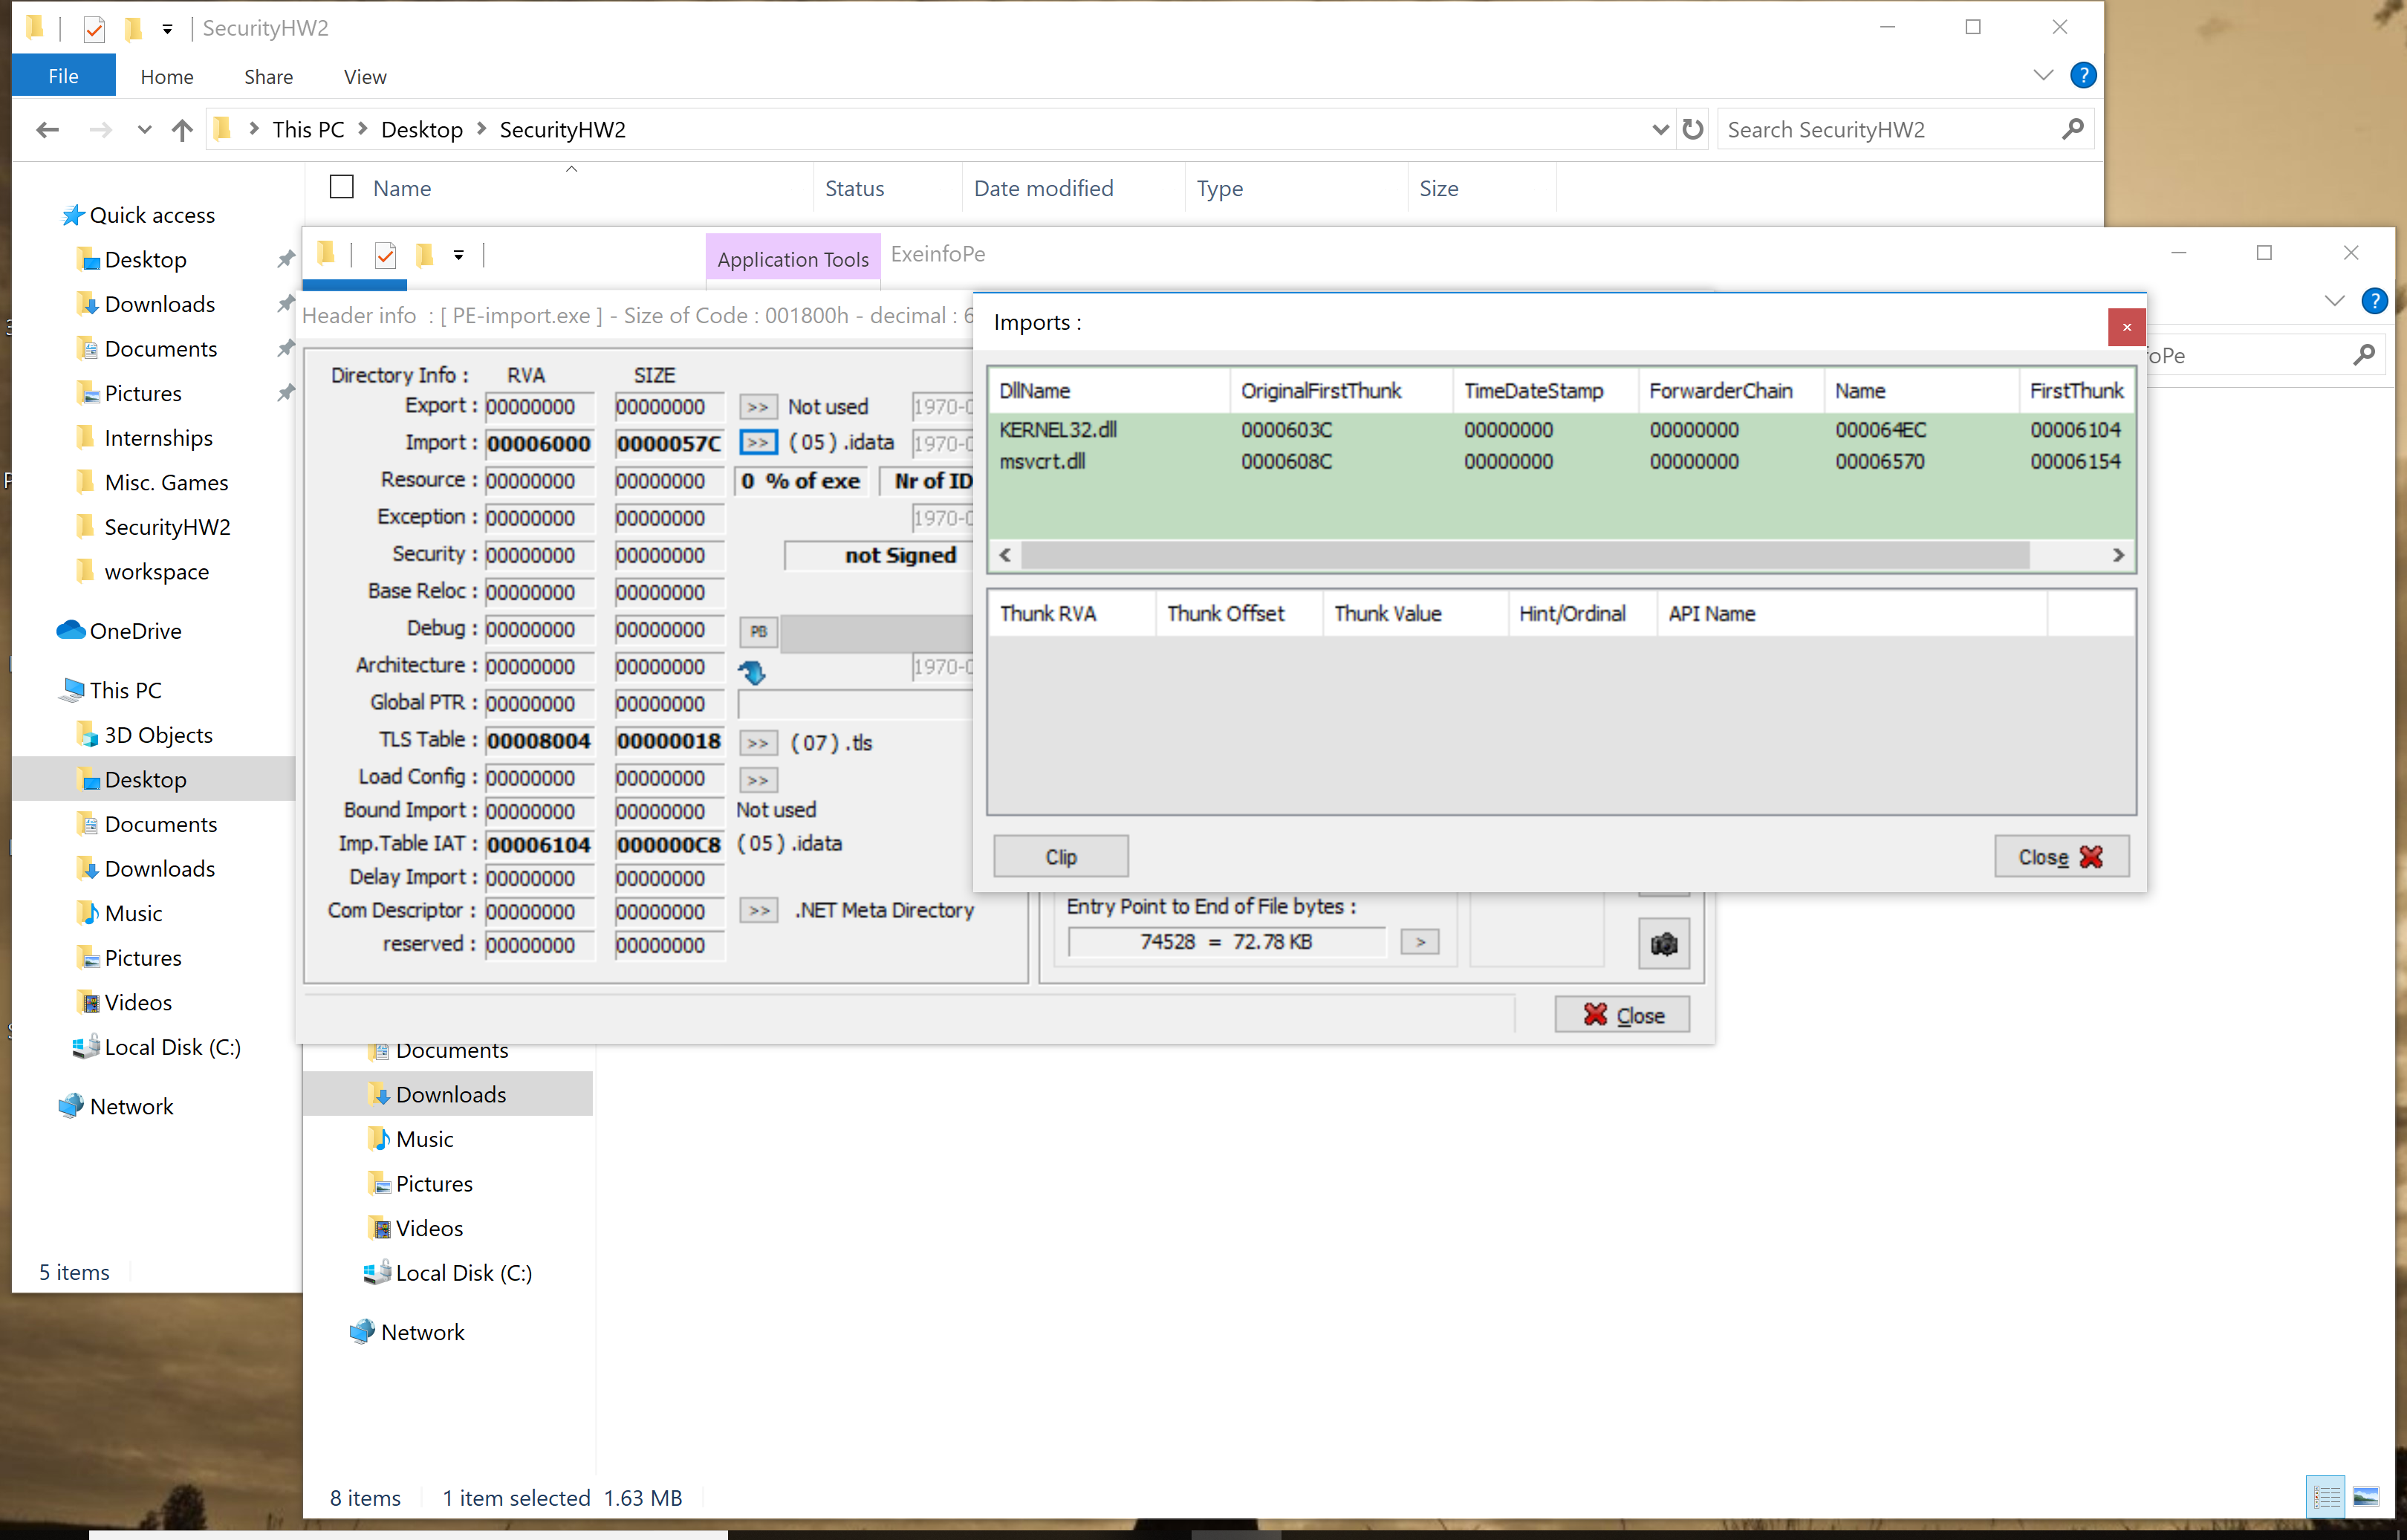 SecurityHW2
File Home Share View
This PC Desktop SecurityHW2
Search SecurityHW2
Name Status Date modified Type Size
Quick access
Desktop
Downloads
Documents
Pictures
Internships
Misc. Games
SecurityHW2
workspace
OneDrive
This PC
3D Objects
Desktop
Documents
Downloads
Music
Pictures
Videos
Local Disk (C:)
Network
5 items
Application Tools ExeinfoPe
Header info : [ PE-import.exe ] - Size of Code : 001800h - decimal : 6
Directory Info : RVA SIZE
Export : 00000000 00000000 >> Not used 1970-0
Import : 00006000 0000057C >> ( 05 ) .idata 1970-0
Resource : 00000000 00000000 0 % of exe Nr of ID
Exception : 00000000 00000000 1970-0
Security : 00000000 00000000 not Signed
Base Reloc : 00000000 00000000
Debug : 00000000 00000000 PB
Architecture : 00000000 00000000 1970-0
Global PTR : 00000000 00000000
TLS Table : 00008004 00000018 >> ( 07 ) .tls
Load Config : 00000000 00000000 >>
Bound Import : 00000000 00000000 Not used
Imp.Table IAT : 00006104 000000C8 ( 05 ) .idata
Delay Import : 00000000 00000000
Com Descriptor : 00000000 00000000 >> .NET Meta Directory
reserved : 00000000 00000000
Imports :
DllName OriginalFirstThunk TimeDateStamp ForwarderChain Name FirstThunk
KERNEL32.dll 0000603C 00000000 00000000 000064EC 00006104
msvcrt.dll 0000608C 00000000 00000000 00006570 00006154
Thunk RVA Thunk Offset Thunk Value Hint/Ordinal API Name
Clip Close
Entry Point to End of File bytes :
74528 = 72.78 KB >
Close
oPe
Documents
Downloads
Music
Pictures
Videos
Local Disk (C:)
Network
8 items 1 item selected 1.63 MB